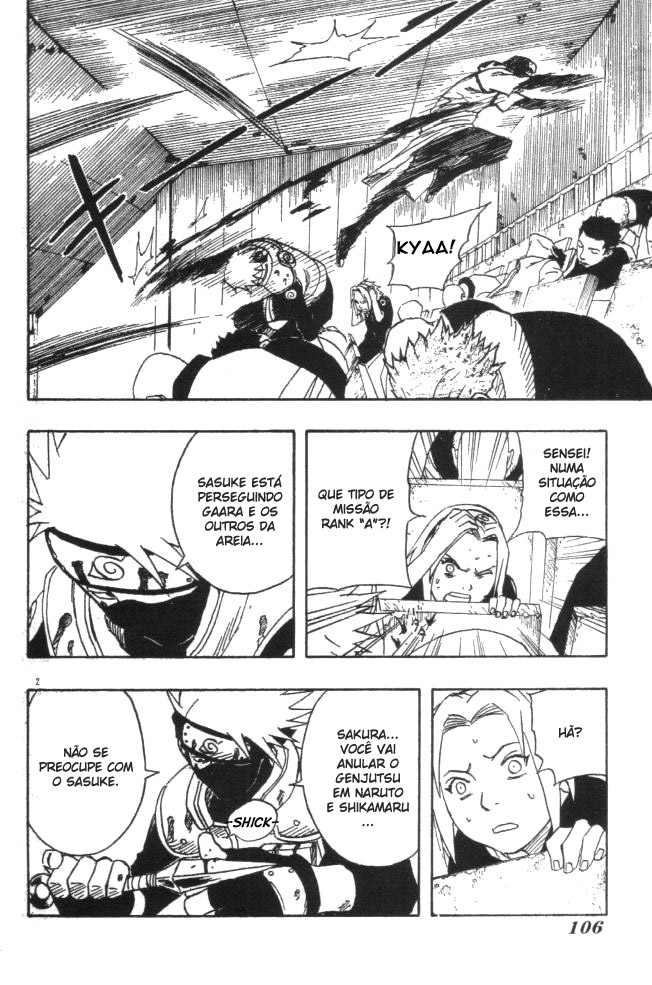 KYAA!
SENSEI!
NUMA
SITUAÇÃO
COMO
ESSA...
QUE TIPO DE
MISSÃO
RANK "A"?!
SASUKE ESTÁ
PERSEGUINDO
GAARA E OS
OUTROS DA
AREIA...
2
HÃ?
SAKURA...
VOCÊ VAI
ANULAR O
GENJUTSU
EM NARUTO
E SHIKAMARU
...
-SHICK-
NÃO SE
PREOCUPE COM
O SASUKE.
106